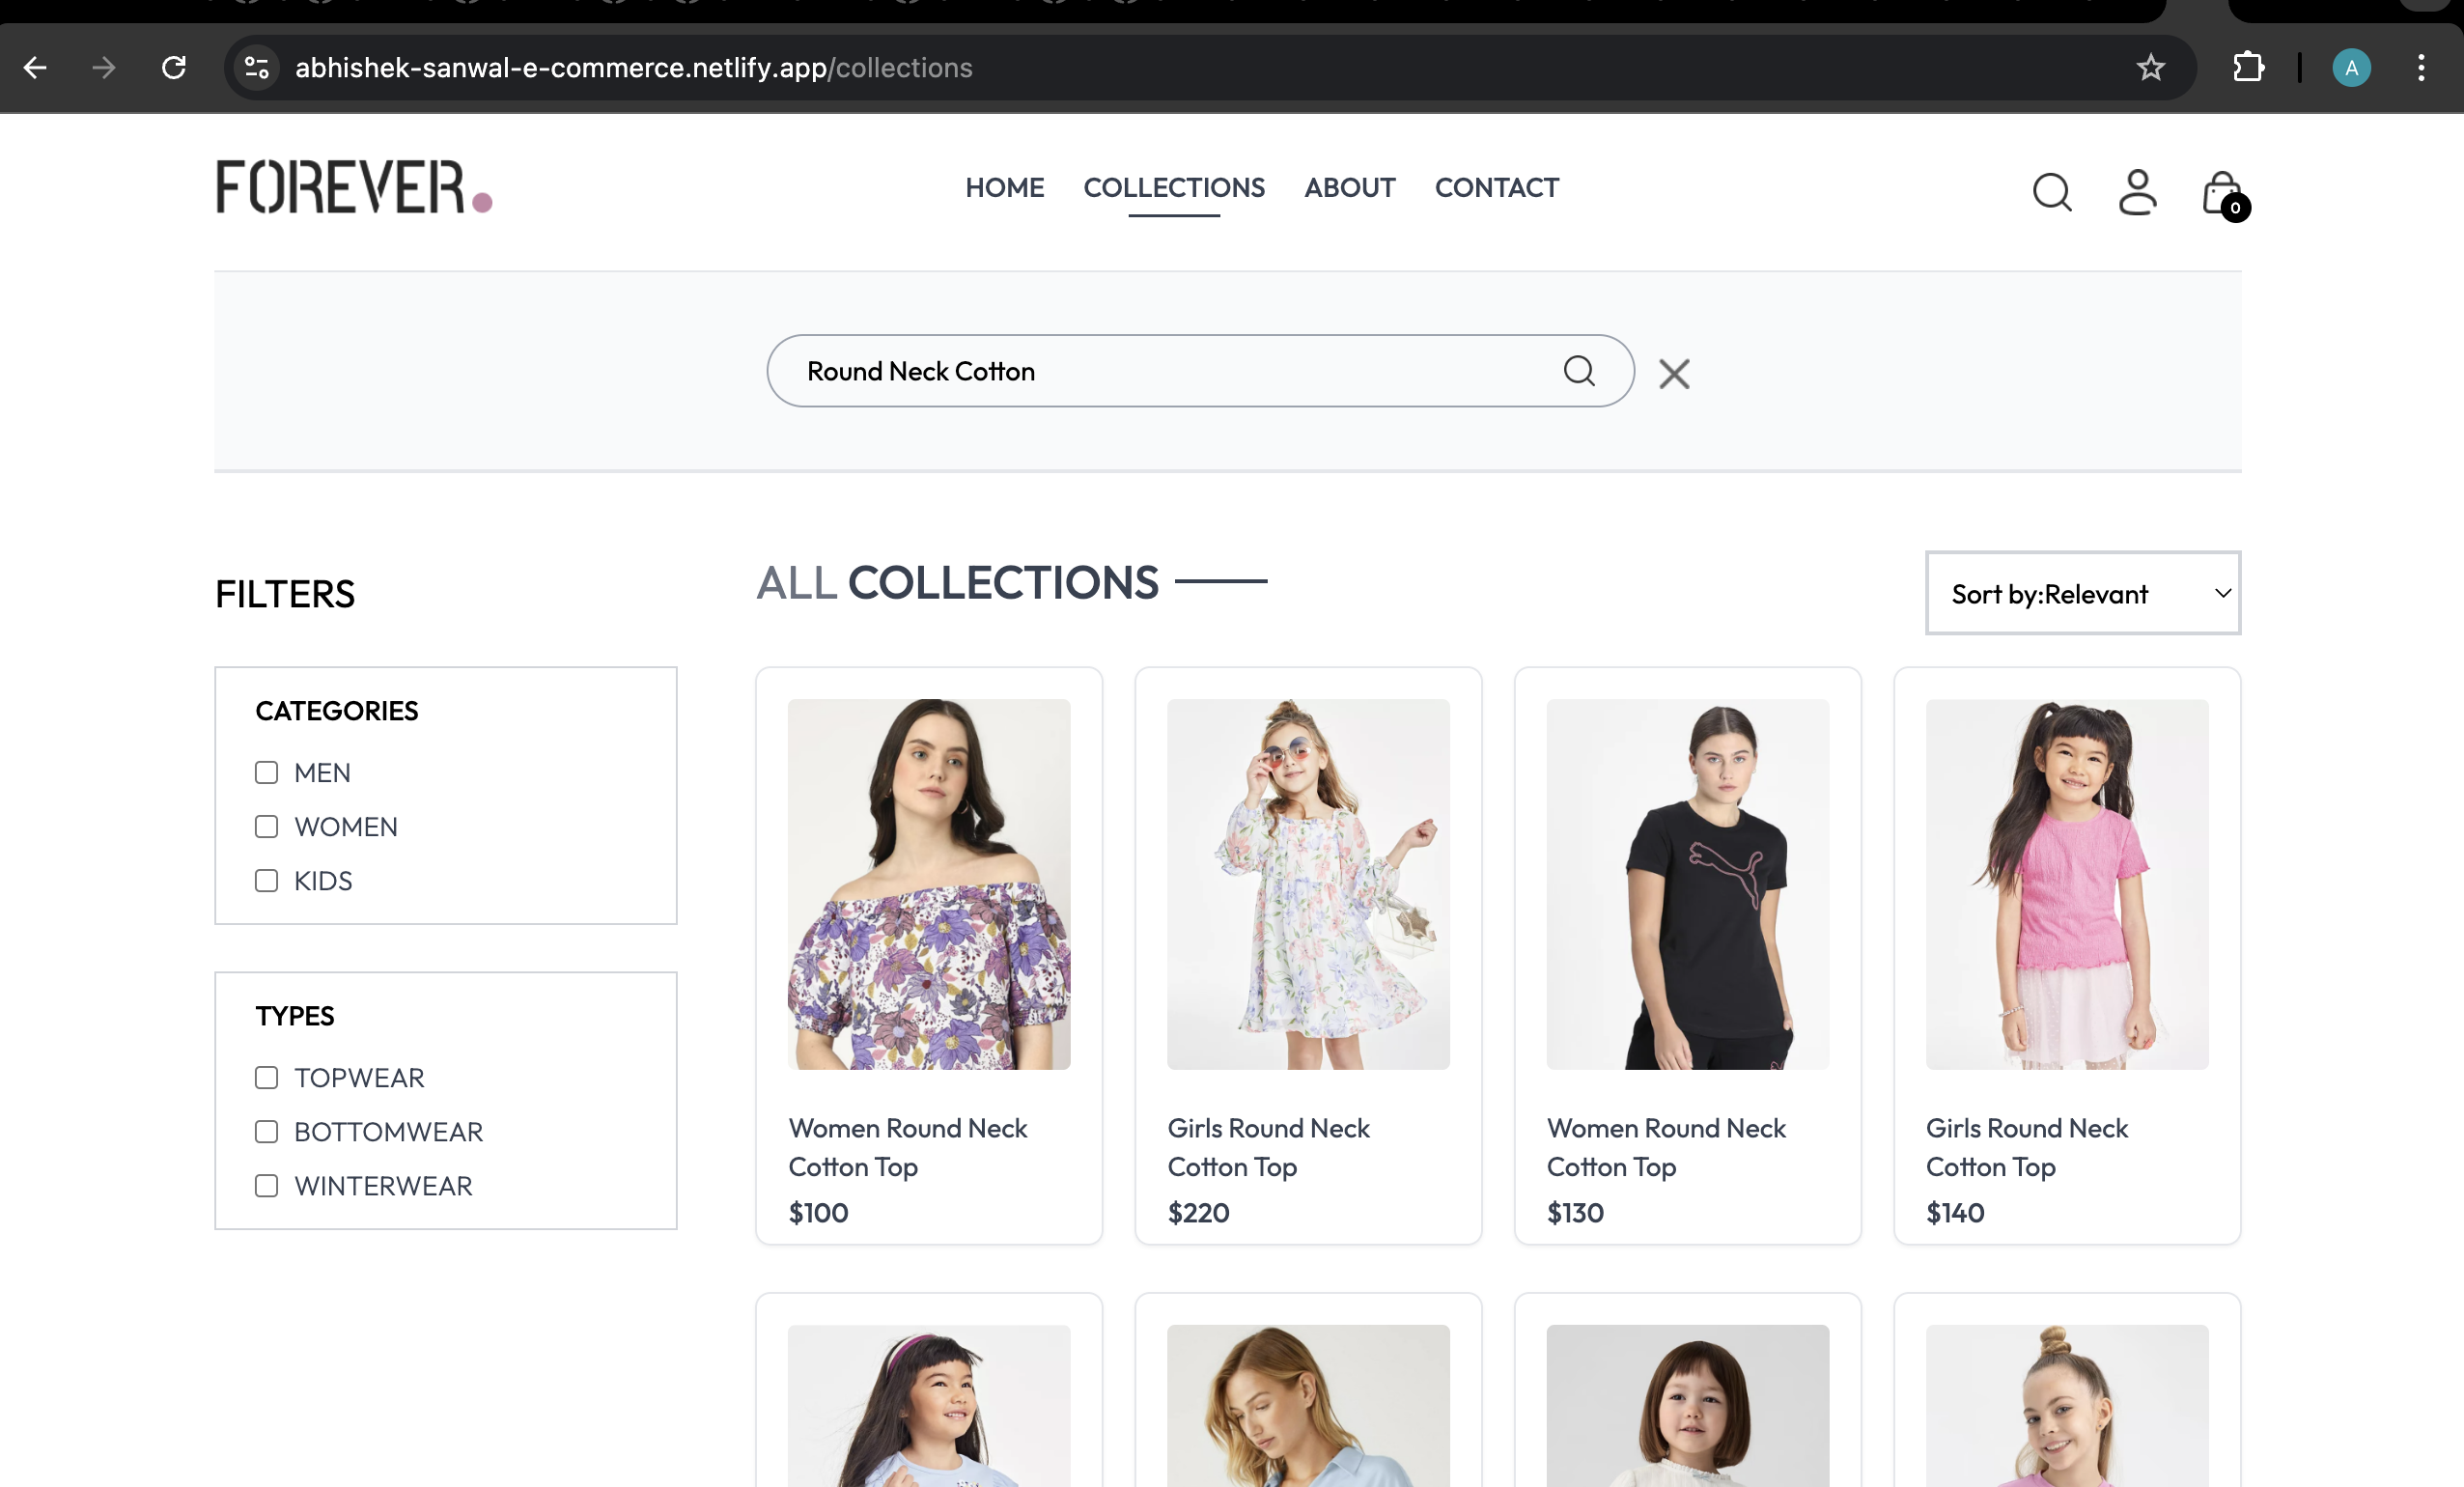 abhishek-sanwal-e-commerce.netlify.app/collections
A
FOREVER.
HOME
COLLECTIONS
ABOUT
CONTACT
0
Round Neck Cotton
FILTERS
CATEGORIES
MEN
WOMEN
KIDS
TYPES
TOPWEAR
BOTTOMWEAR
WINTERWEAR
ALL COLLECTIONS
Sort by:Relevant
Women Round Neck
Cotton Top
$100
Girls Round Neck
Cotton Top
$220
Women Round Neck
Cotton Top
$130
Girls Round Neck
Cotton Top
$140